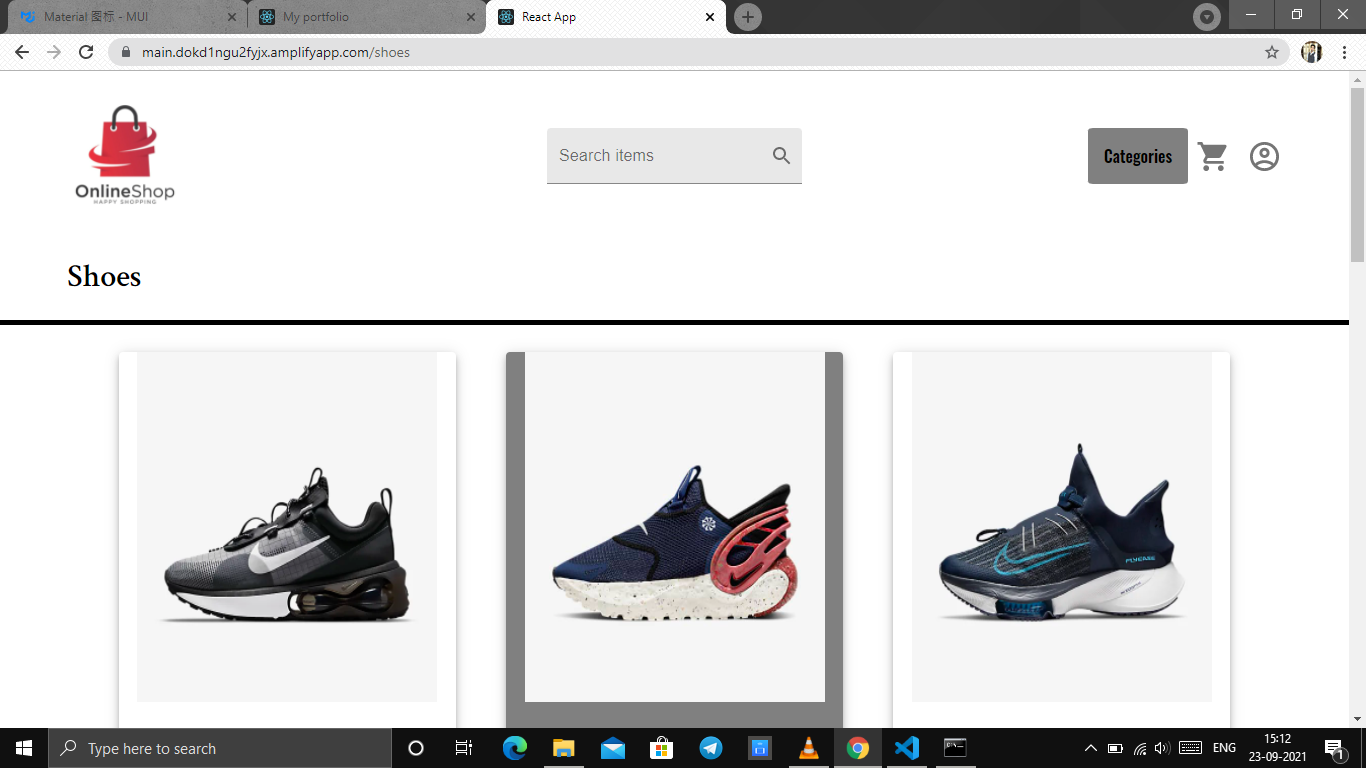 Material 图标 - MUI
My portfolio
React App
main.dokd1ngu2fyjx.amplifyapp.com/shoes
OnlineShop
HAPPY SHOPPING
Search items
Categories
Shoes
FLYEASE
Type here to search
ENG
15:12
23-09-2021
1